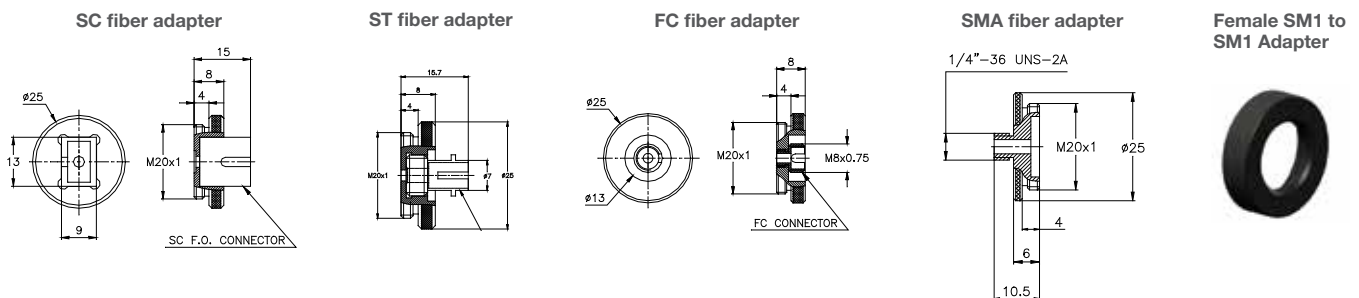 SC fiber adapter
15
8
4
ø25
13
M20x1
9
SC F.O. CONNECTOR
ST fiber adapter
15.7
8
4
M20x1
ø7
ø25
FC fiber adapter
8
4
ø25
M20x1
M8x0.75
ø13
FC CONNECTOR
SMA fiber adapter
1/4"-36 UNS-2A
M20x1
ø25
4
6
10.5
Female SM1 to
SM1 Adapter